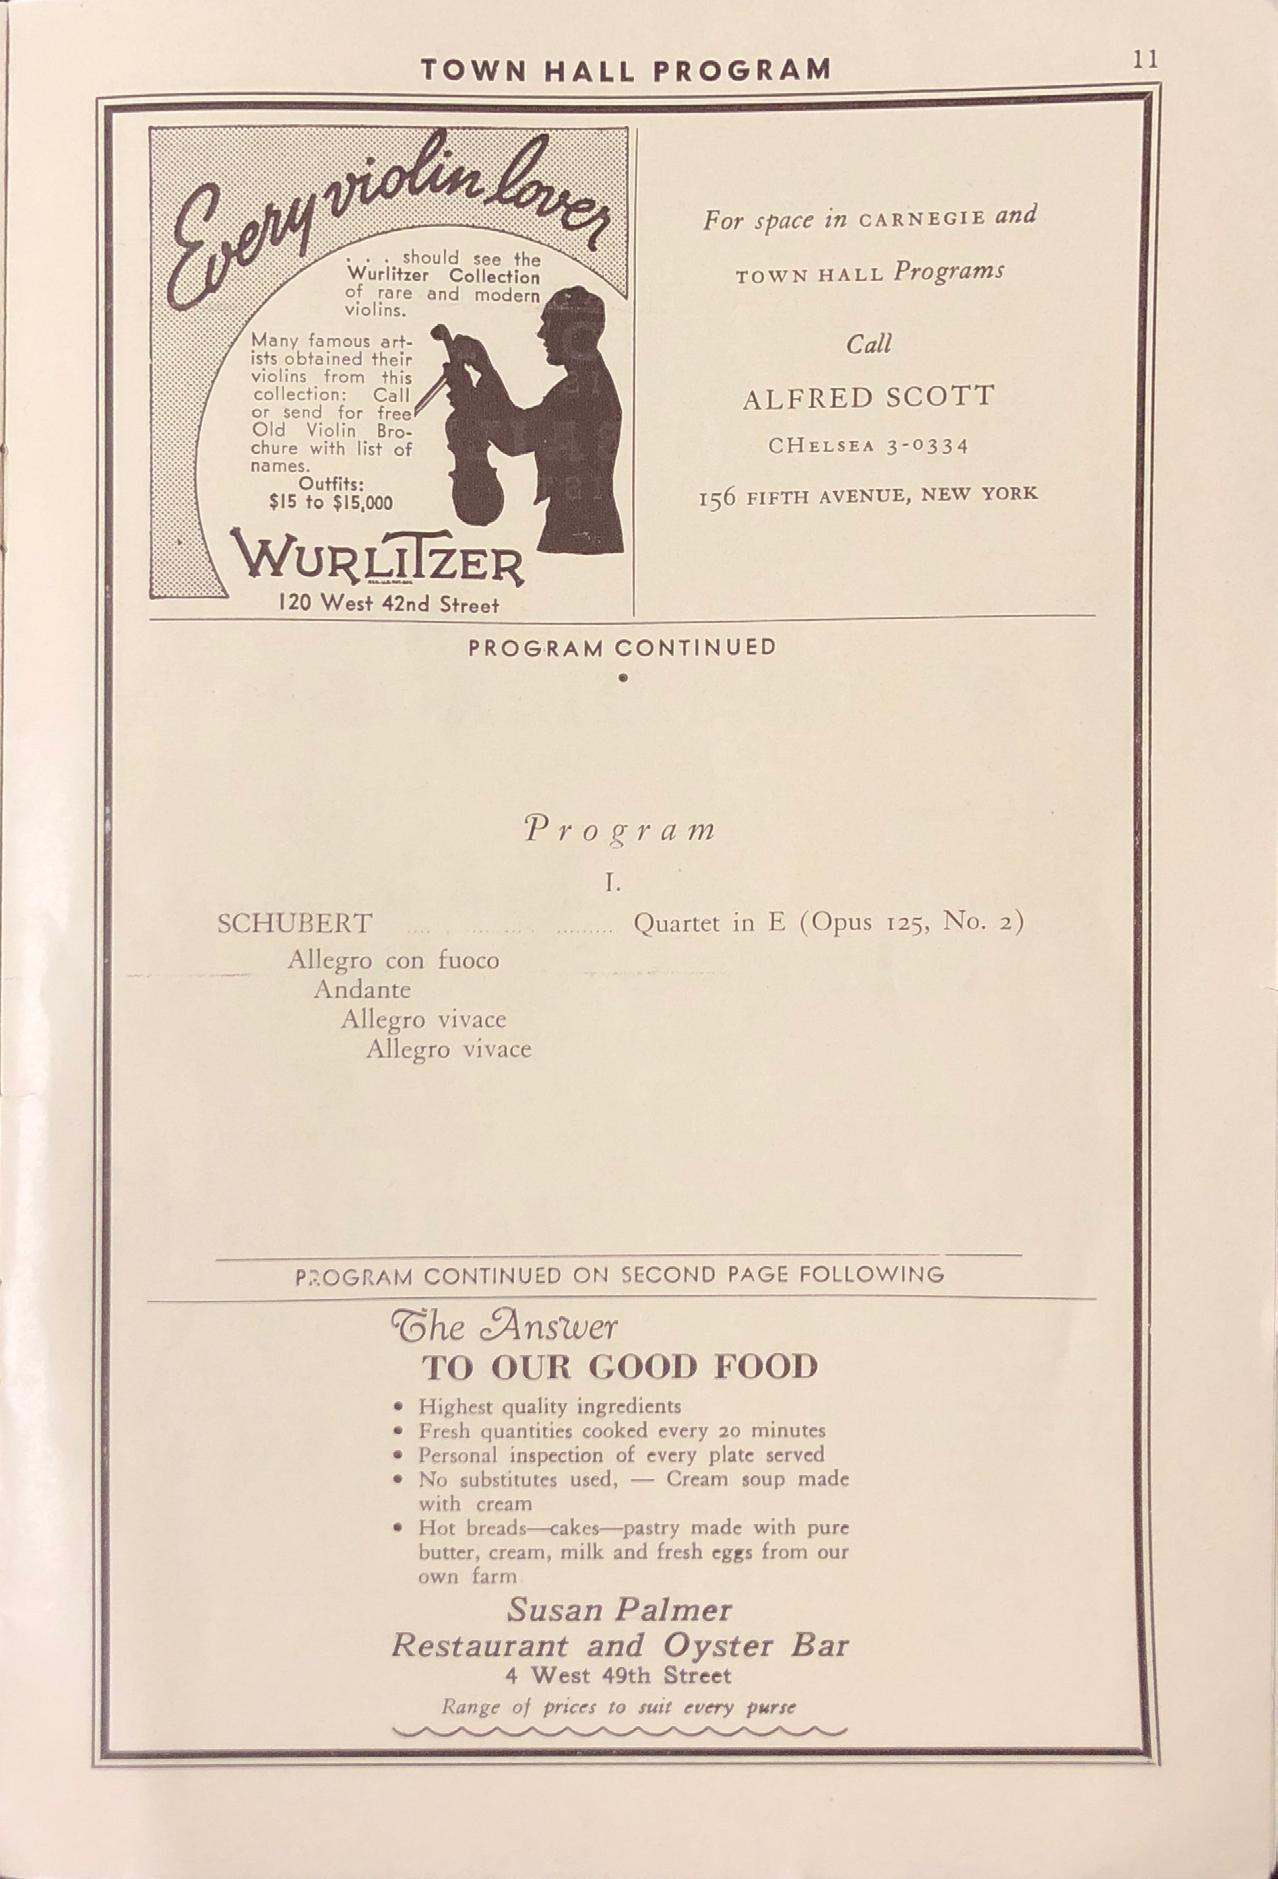 TOWN HALL PROGRAM
11
Every violin lover
. . . should see the
Wurlitzer Collection
of rare and modern
violins.
Many famous art-
ists obtained their
violins from this
collection: Call
or send for free
Old Violin Bro-
chure with list of
names.
Outfits:
$15 to $15,000
WURLITZER
120 West 42nd Street
For space in CARNEGIE and
TOWN HALL Programs
Call
ALFRED SCOTT
CHELSEA 3-0334
156 FIFTH AVENUE, NEW YORK
PROGRAM CONTINUED
•
Program
I.
SCHUBERT .... ......... ......... Quartet in E (Opus 125, No. 2)
Allegro con fuoco
Andante
Allegro vivace
Allegro vivace
PROGRAM CONTINUED ON SECOND PAGE FOLLOWING
The Answer
TO OUR GOOD FOOD
• Highest quality ingredients
• Fresh quantities cooked every 20 minutes
• Personal inspection of every plate served
• No substitutes used, — Cream soup made
with cream
• Hot breads—cakes—pastry made with pure
butter, cream, milk and fresh eggs from our
own farm
Susan Palmer
Restaurant and Oyster Bar
4 West 49th Street
Range of prices to suit every purse